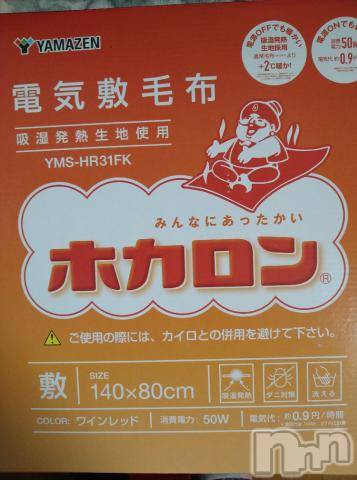 YAMAZEN
電源OFFでも暖かい
吸湿発熱
生地採用
+2℃暖か!
電源ONでも
消費電力50W
電気代約0.9円
電気敷毛布
吸湿発熱生地使用
YMS-HR31FK
みんなにあったかい
ホカロン®
ご使用の際には、カイロとの併用を避けて下さい。
敷
SIZE
140×80cm
吸湿発熱
ダニ対策
洗える
COLOR: ワインレッド
消費電力: 50W
電気代: 約0.9円/時間